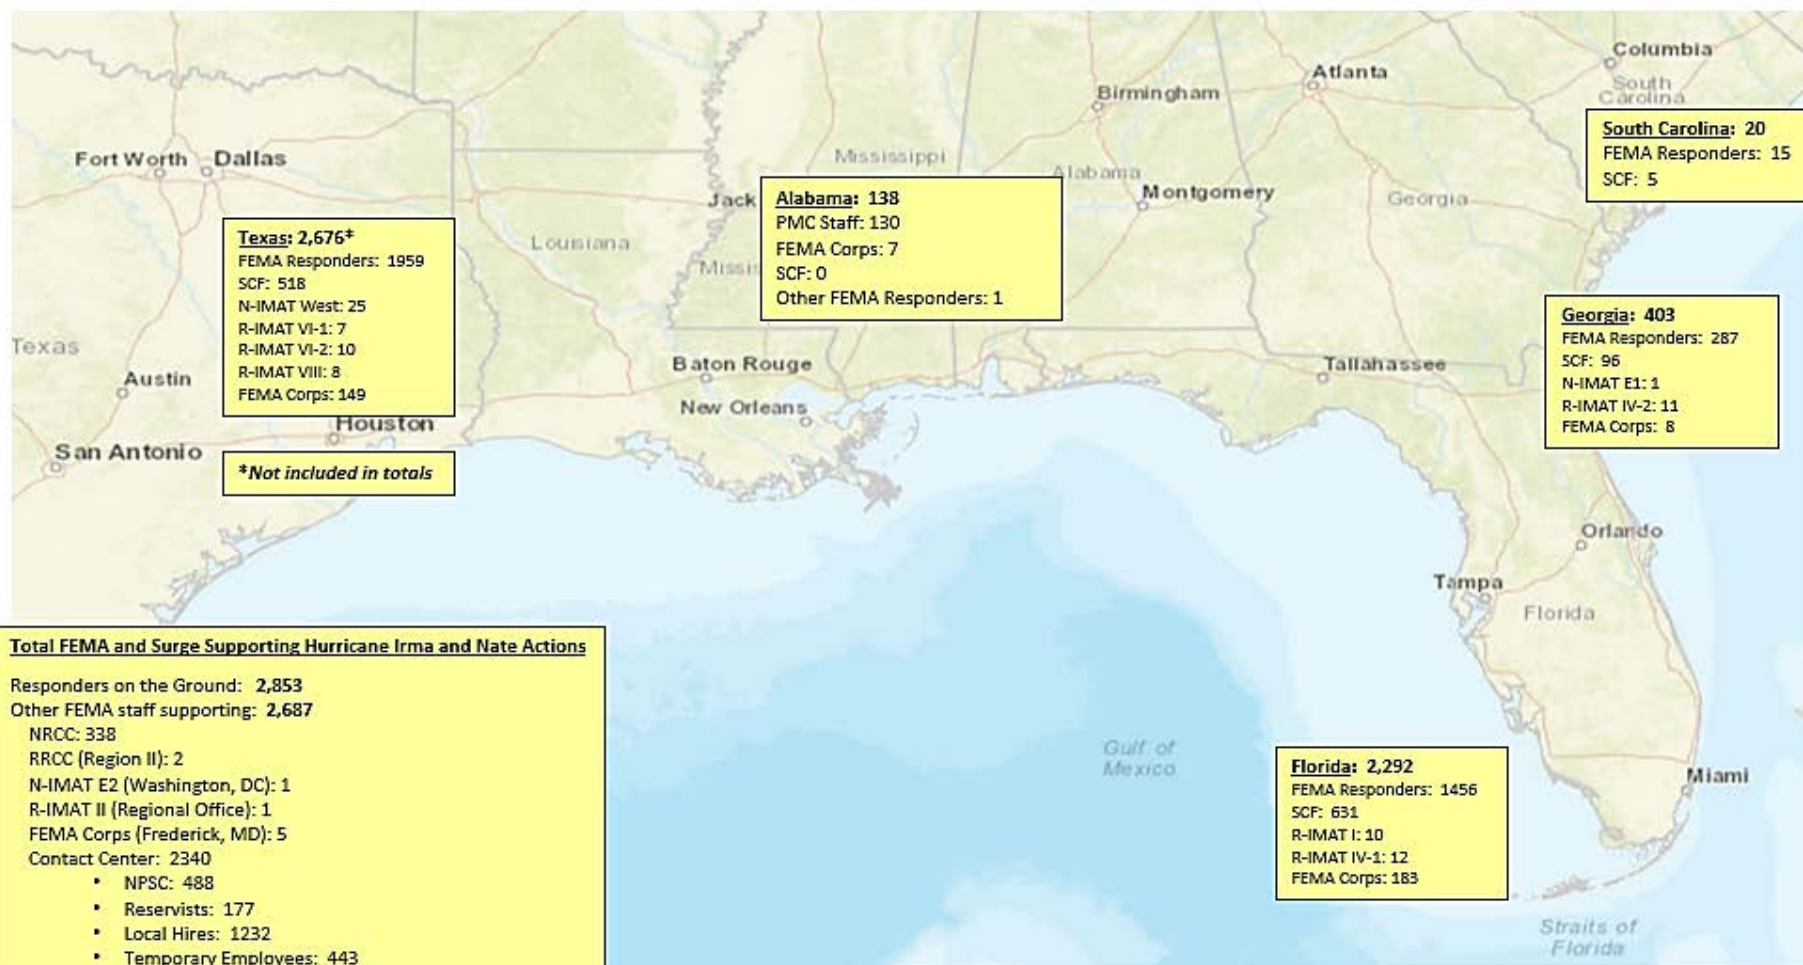 Columbia
South
Carolina
Atlanta
Birmingham
South Carolina: 20
FEMA Responders: 15
SCF: 5
Fort Worth
Dallas
Mississippi
Alabama
Montgomery
Georgia
Jack
Alabama: 138
PMC Staff: 130
FEMA Corps: 7
SCF: 0
Other FEMA Responders: 1
Louisiana
Missis
Texas: 2,676*
FEMA Responders: 1959
SCF: 518
N-IMAT West: 25
R-IMAT VI-1: 7
R-IMAT VI-2: 10
R-IMAT VIII: 8
FEMA Corps: 149
Georgia: 403
FEMA Responders: 287
SCF: 96
N-IMAT E1: 1
R-IMAT IV-2: 11
FEMA Corps: 8
Texas
Austin
Baton Rouge
Tallahassee
New Orleans
Houston
San Antonio
*Not included in totals
Orlando
Tampa
Florida
Total FEMA and Surge Supporting Hurricane Irma and Nate Actions
Responders on the Ground: 2,853
Other FEMA staff supporting: 2,687
NRCC: 338
RRCC (Region II): 2
N-IMAT E2 (Washington, DC): 1
R-IMAT II (Regional Office): 1
FEMA Corps (Frederick, MD): 5
Contact Center: 2340
• NPSC: 488
• Reservists: 177
• Local Hires: 1232
• Temporary Employees: 443
Gulf of
Mexico
Florida: 2,292
FEMA Responders: 1456
SCF: 631
R-IMAT I: 10
R-IMAT IV-1: 12
FEMA Corps: 183
Miami
Straits of
Florida